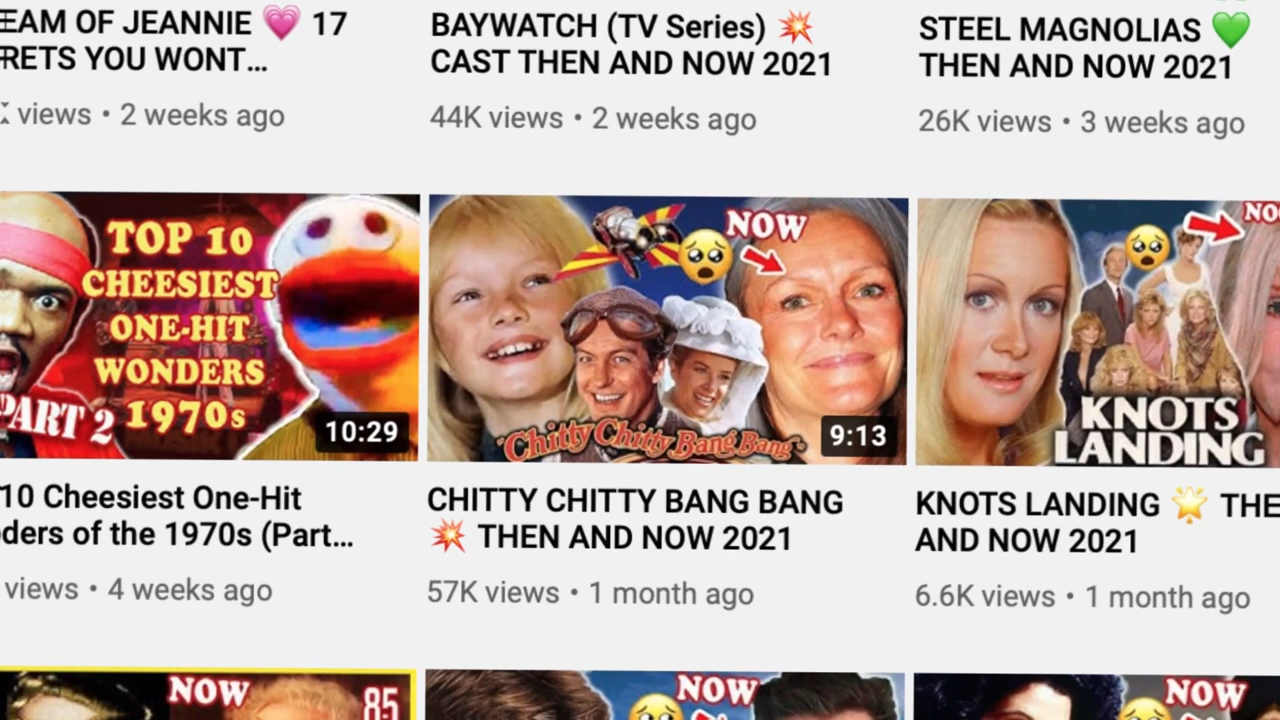 EAM OF JEANNIE 💗 17
RETS YOU WONT...
views • 2 weeks ago
BAYWATCH (TV Series) 💥
CAST THEN AND NOW 2021
44K views • 2 weeks ago
STEEL MAGNOLIAS 💚
THEN AND NOW 2021
26K views • 3 weeks ago
TOP 10
CHEESIEST
ONE-HIT
WONDERS
1970s
PART 2
10:29
NOW
Chitty Chitty Bang Bang
9:13
NO
KNOTS
LANDING
10 Cheesiest One-Hit
ders of the 1970s (Part...
views • 4 weeks ago
CHITTY CHITTY BANG BANG
💥 THEN AND NOW 2021
57K views • 1 month ago
KNOTS LANDING 🌟 THE
AND NOW 2021
6.6K views • 1 month ago
NOW
85
NOW
NOW